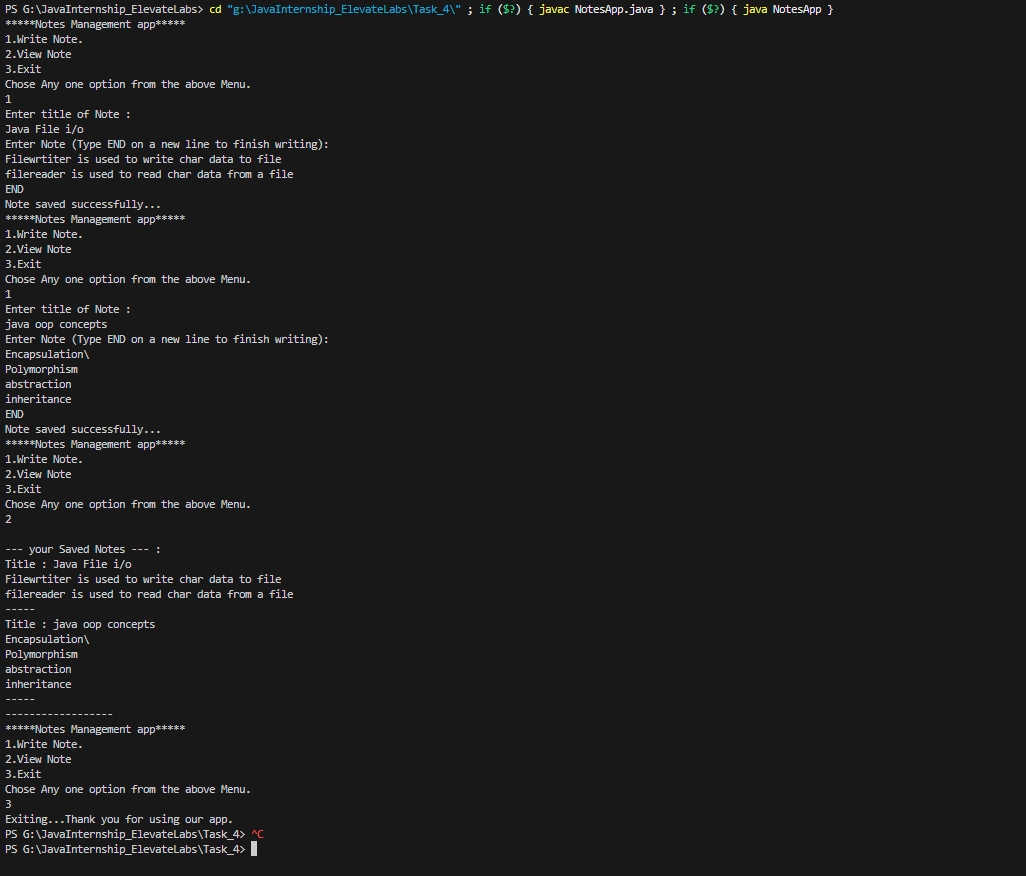 PS G:\JavaInternship_ElevateLabs> cd "g:\JavaInternship_ElevateLabs\Task_4\" ; if ($?) { javac NotesApp.java } ; if ($?) { java NotesApp }
*****Notes Management app*****
1.Write Note.
2.View Note
3.Exit
Chose Any one option from the above Menu.
1
Enter title of Note :
Java File i/o
Enter Note (Type END on a new line to finish writing):
Filewrtiter is used to write char data to file
filereader is used to read char data from a file
END
Note saved successfully...
*****Notes Management app*****
1.Write Note.
2.View Note
3.Exit
Chose Any one option from the above Menu.
1
Enter title of Note :
java oop concepts
Enter Note (Type END on a new line to finish writing):
Encapsulation\
Polymorphism
abstraction
inheritance
END
Note saved successfully...
*****Notes Management app*****
1.Write Note.
2.View Note
3.Exit
Chose Any one option from the above Menu.
2

--- your Saved Notes --- :
Title : Java File i/o
Filewrtiter is used to write char data to file
filereader is used to read char data from a file
-----
Title : java oop concepts
Encapsulation\
Polymorphism
abstraction
inheritance
-----
------------------
*****Notes Management app*****
1.Write Note.
2.View Note
3.Exit
Chose Any one option from the above Menu.
3
Exiting...Thank you for using our app.
PS G:\JavaInternship_ElevateLabs\Task_4> ^C
PS G:\JavaInternship_ElevateLabs\Task_4>